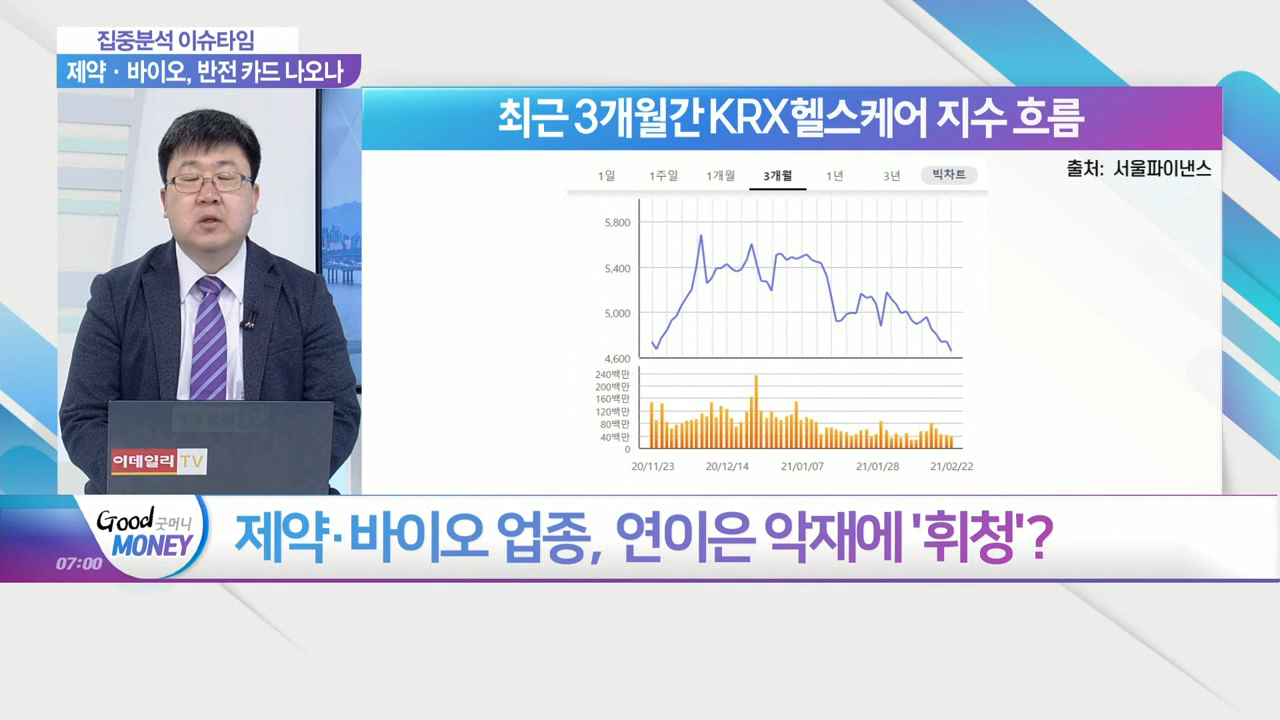 집중분석 이슈타임
제약·바이오, 반전 카드 나오나
최근 3개월간 KRX헬스케어 지수 흐름
출처: 서울파이낸스
1일 1주일 1개월 3개월 1년 3년 빅차트
5,800
5,400
5,000
4,600
240백만
200백만
160백만
120백만
80백만
40백만
0
20/11/23 20/12/14 21/01/07 21/01/28 21/02/22
이데일리TV
Good 굿머니
MONEY
07:00
제약·바이오 업종, 연이은 악재에 '휘청'?